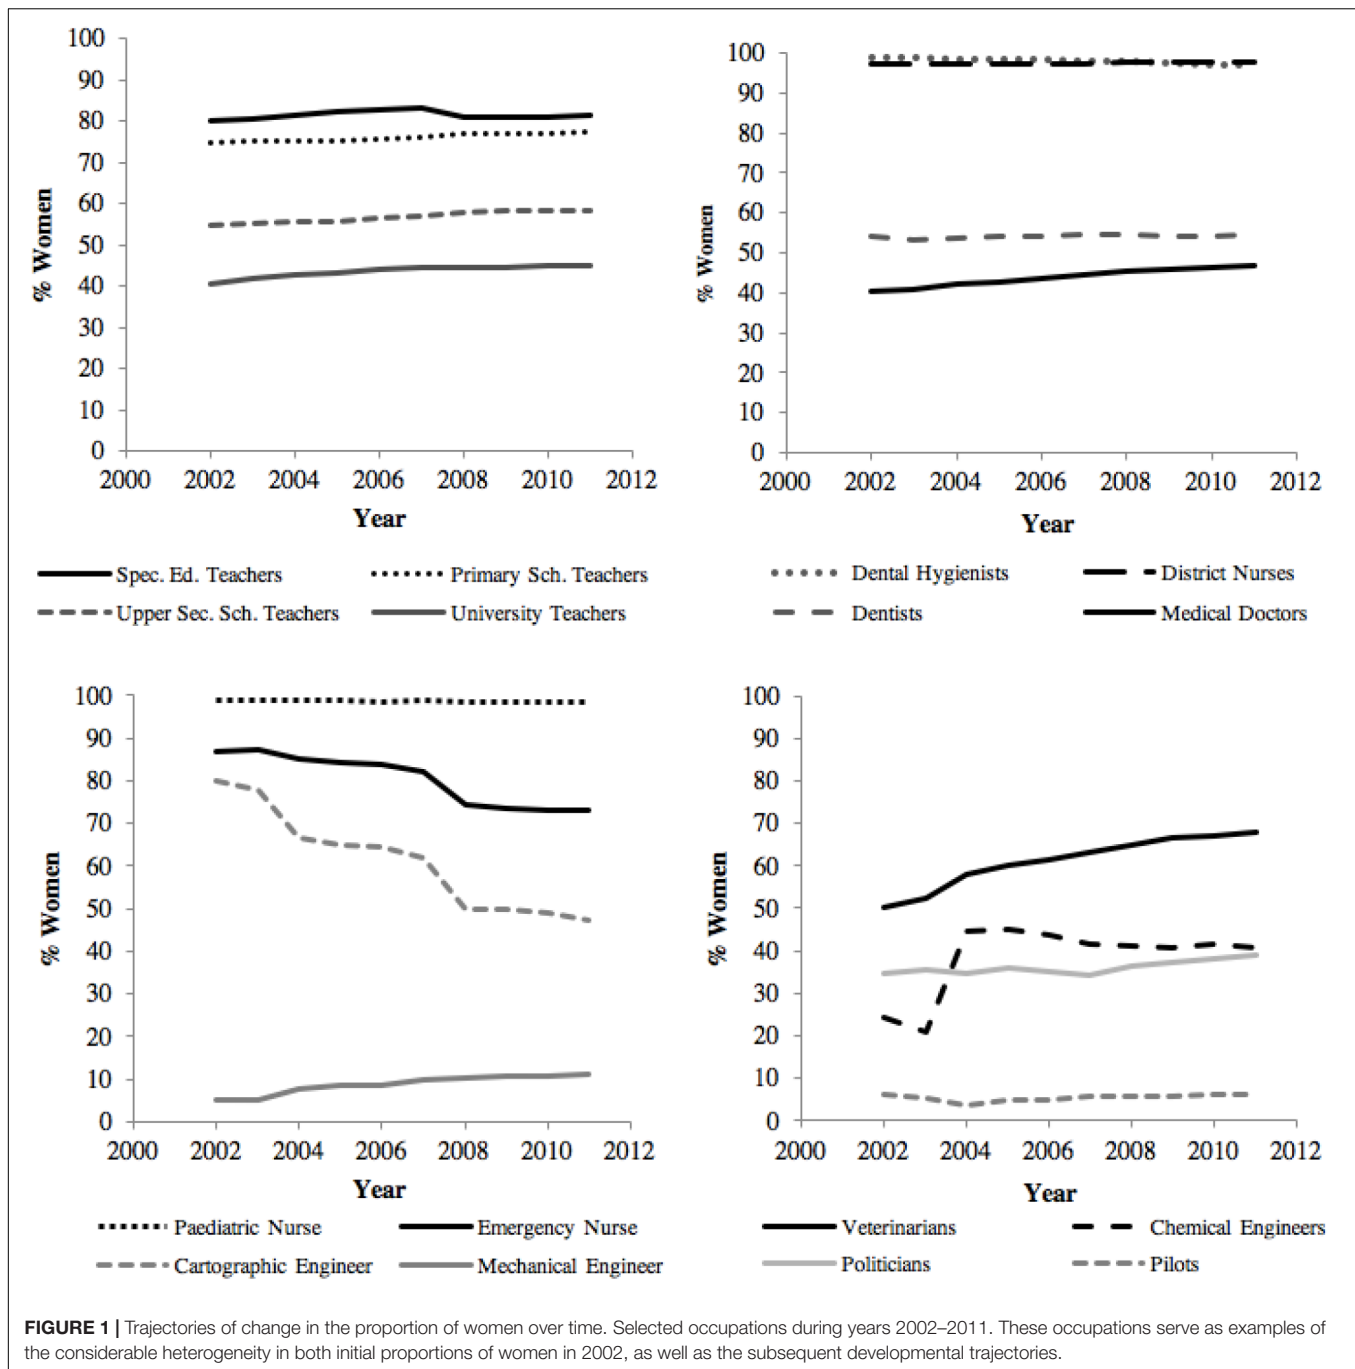 100
90
80
70
60
50
40
30
20
10
0
% Women
2000 2002 2004 2006 2008 2010 2012
Year
Spec. Ed. Teachers Primary Sch. Teachers
Upper Sec. Sch. Teachers University Teachers
100
90
80
70
60
50
40
30
20
10
0
% Women
2000 2002 2004 2006 2008 2010 2012
Year
Dental Hygienists District Nurses
Dentists Medical Doctors
100
90
80
70
60
50
40
30
20
10
0
% Women
2000 2002 2004 2006 2008 2010 2012
Year
Paediatric Nurse Emergency Nurse
Cartographic Engineer Mechanical Engineer
100
90
80
70
60
50
40
30
20
10
0
% Women
2000 2002 2004 2006 2008 2010 2012
Year
Veterinarians Chemical Engineers
Politicians Pilots
FIGURE 1 | Trajectories of change in the proportion of women over time. Selected occupations during years 2002–2011. These occupations serve as examples of
the considerable heterogeneity in both initial proportions of women in 2002, as well as the subsequent developmental trajectories.